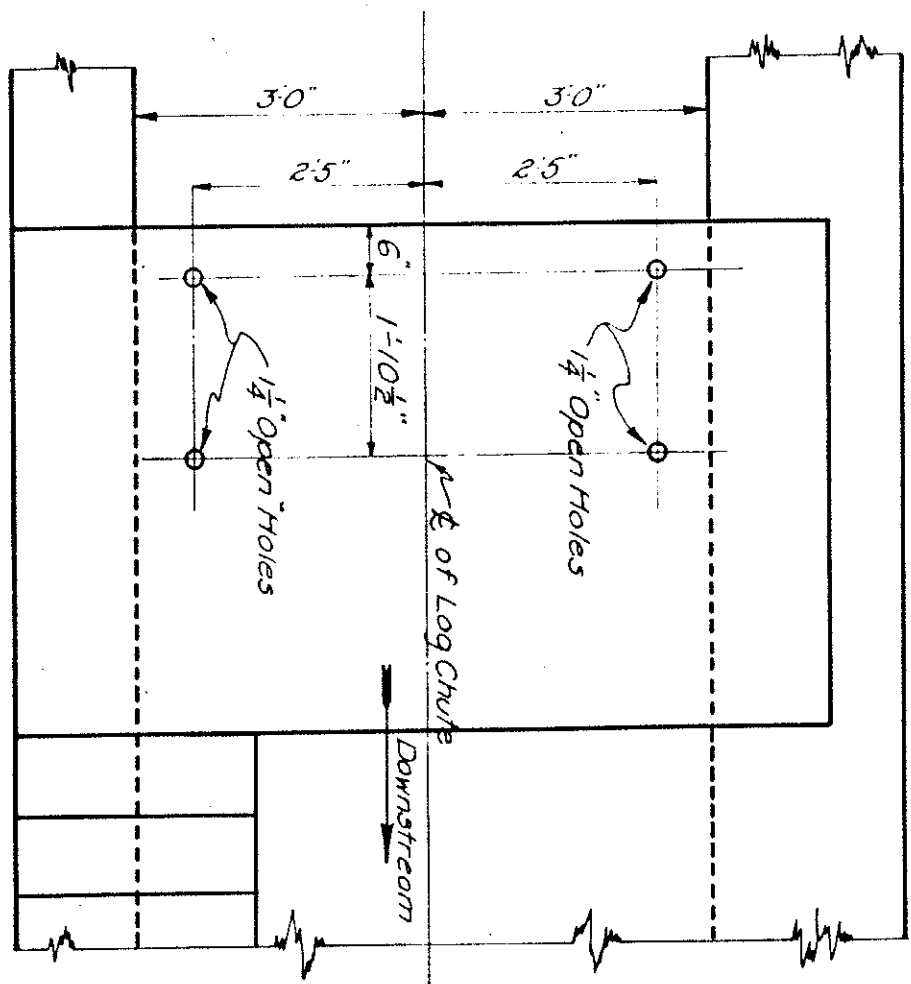 3'-0"
3'-0"
2'-5"
2'-5"
6"
1'-10½"
1¼" Open Holes
1¼" Open Holes
℄ of Log Chute
Downstream